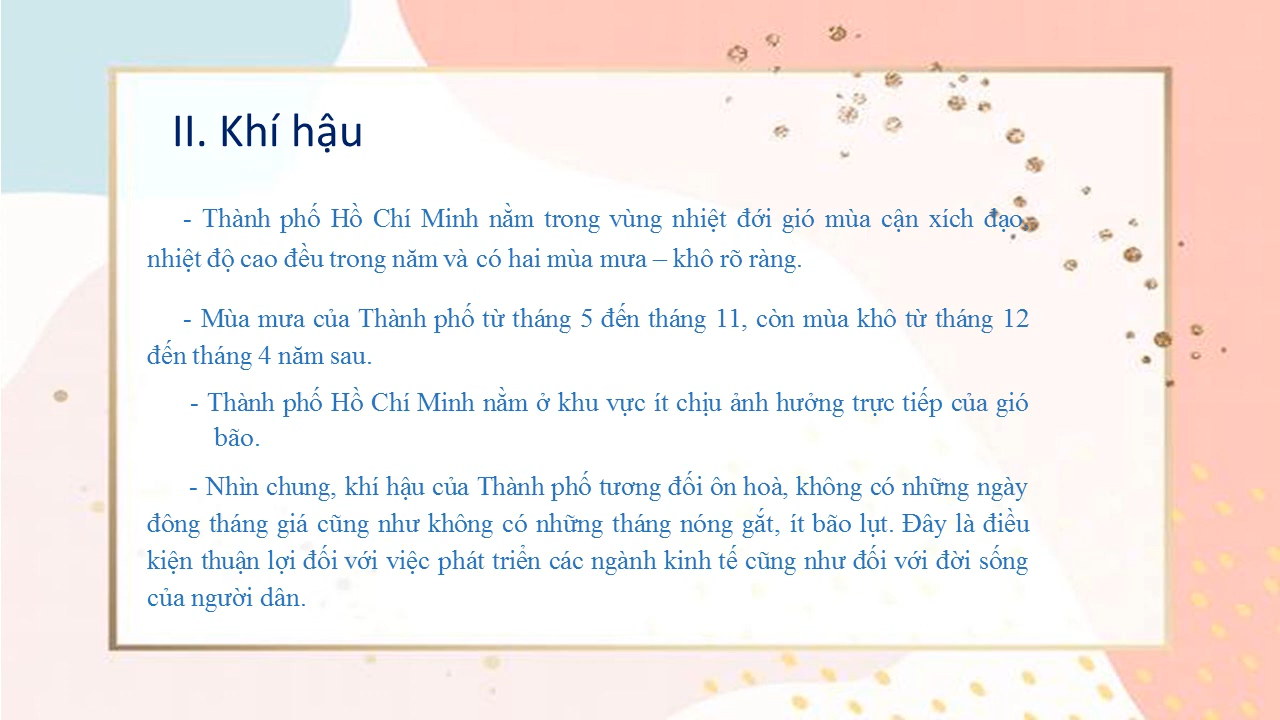 II. Khí hậu
- Thành phố Hồ Chí Minh nằm trong vùng nhiệt đới gió mùa cận xích đạo,
nhiệt độ cao đều trong năm và có hai mùa mưa – khô rõ ràng.
- Mùa mưa của Thành phố từ tháng 5 đến tháng 11, còn mùa khô từ tháng 12
đến tháng 4 năm sau.
- Thành phố Hồ Chí Minh nằm ở khu vực ít chịu ảnh hưởng trực tiếp của gió
bão.
- Nhìn chung, khí hậu của Thành phố tương đối ôn hoà, không có những ngày
đông tháng giá cũng như không có những tháng nóng gắt, ít bão lụt. Đây là điều
kiện thuận lợi đối với việc phát triển các ngành kinh tế cũng như đối với đời sống
của người dân.